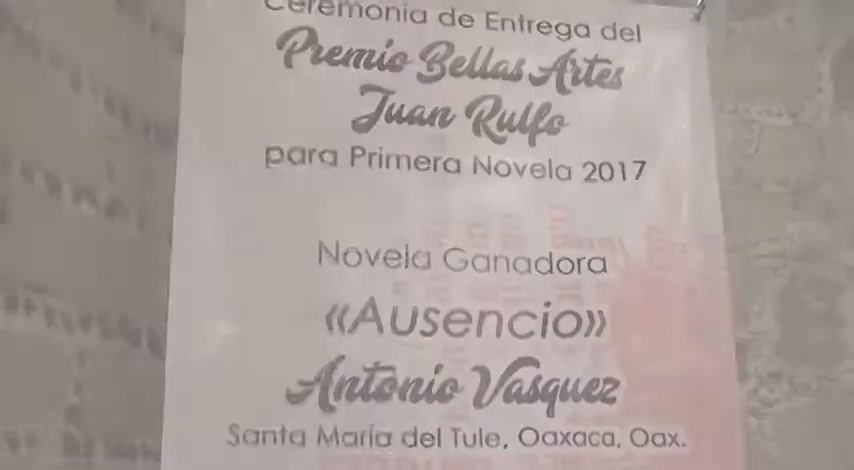 Ceremonia de Entrega del
Premio Bellas Artes
Juan Rulfo
para Primera Novela 2017
Novela Ganadora
«Ausencio»
Antonio Vasquez
Santa María del Tule, Oaxaca, Oax.